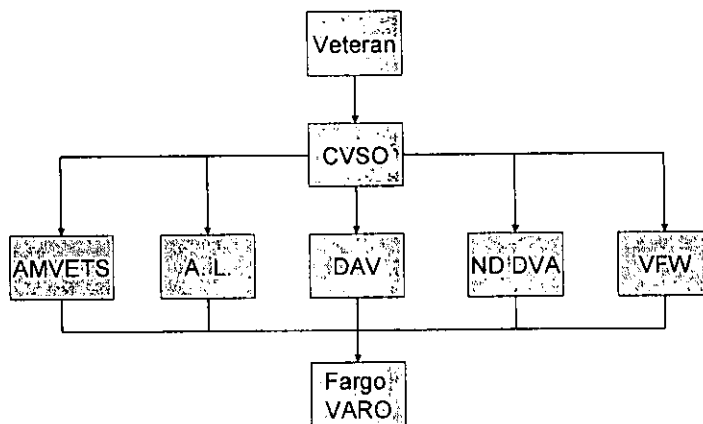 Veteran
CVSO
AMVETS
A. L.
DAV
ND DVA
VFW
Fargo
VARO